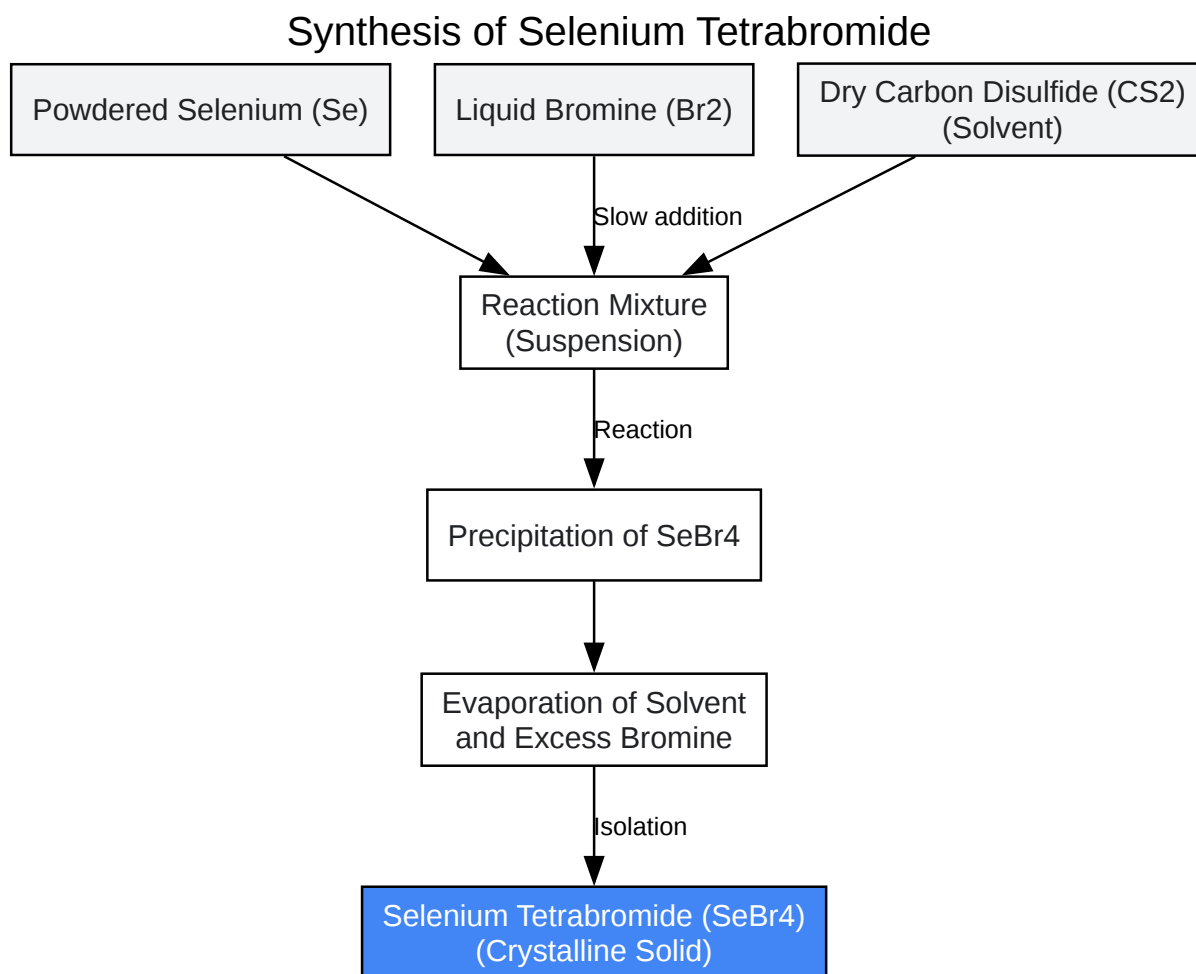 Synthesis of Selenium Tetrabromide
Powdered Selenium (Se)
Liquid Bromine (Br2)
Dry Carbon Disulfide (CS2)
(Solvent)
Slow addition
Reaction Mixture
(Suspension)
Reaction
Precipitation of SeBr4
Evaporation of Solvent
and Excess Bromine
Isolation
Selenium Tetrabromide (SeBr4)
(Crystalline Solid)